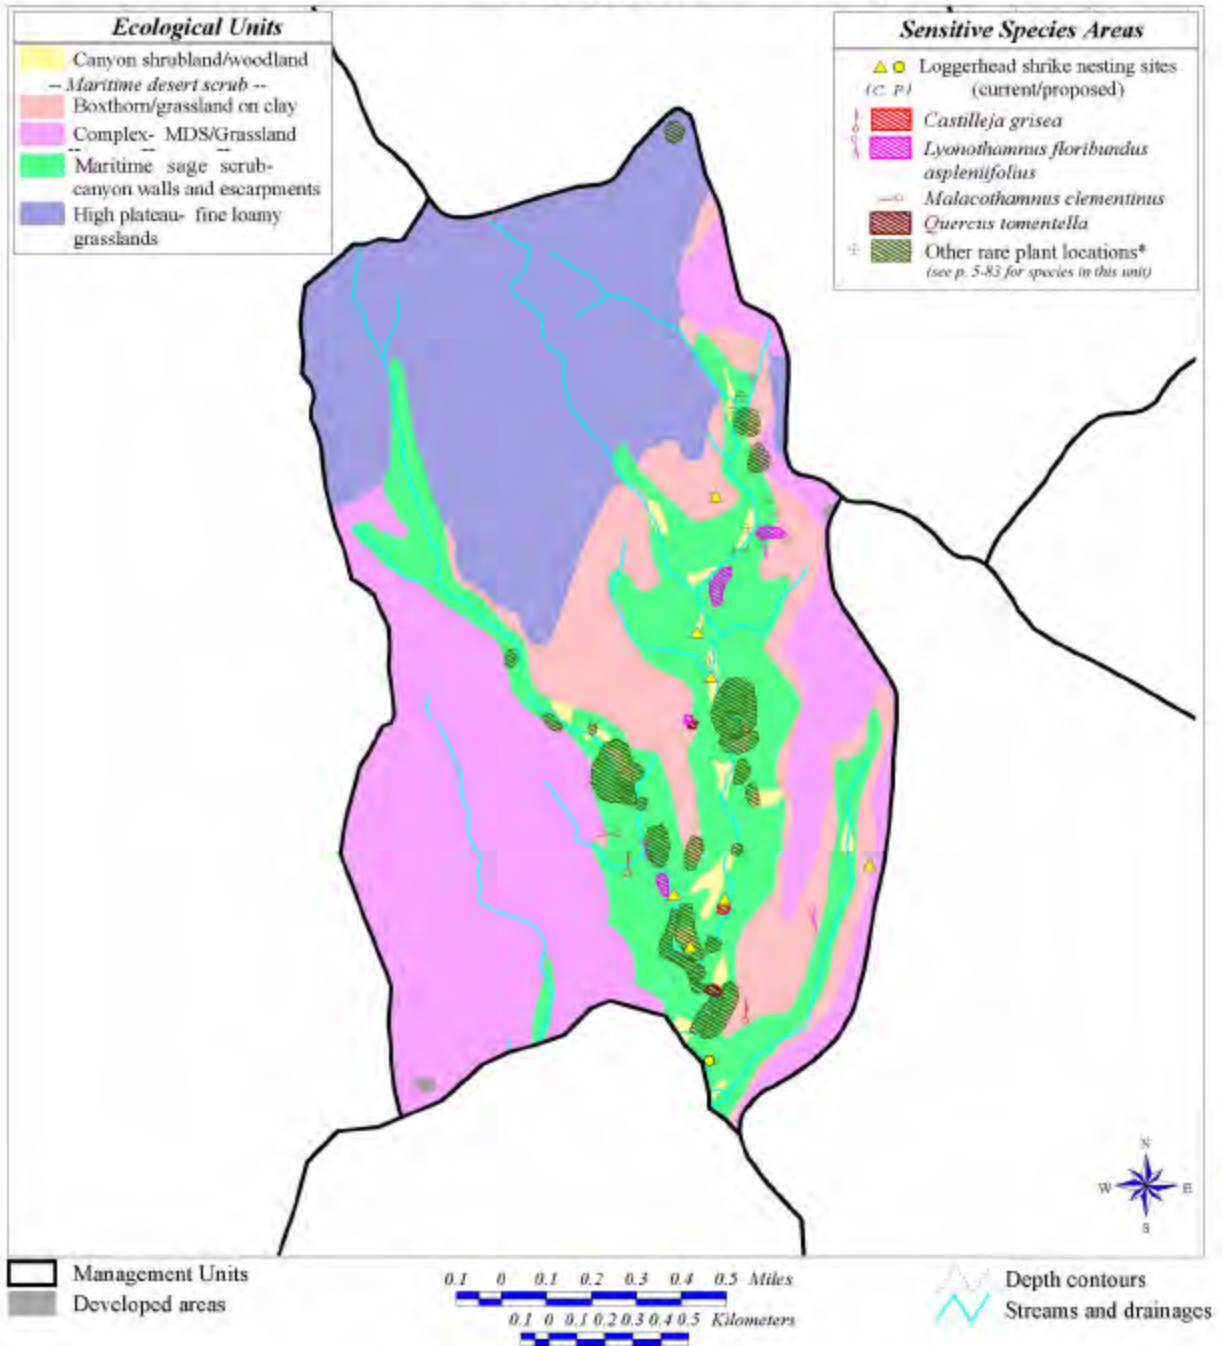 Ecological Units
Canyon shrubland/woodland
-- Maritime desert scrub --
Boxthorn/grassland on clay
Complex- MDS/Grassland
-- -- --
Maritime sage scrub-
canyon walls and escarpments
High plateau- fine loamy
grasslands
Sensitive Species Areas
Loggerhead shrike nesting sites
(C P) (current/proposed)
Castilleja grisea
Lyonothamnus floribundus
aspleniifolius
Malacothamnus clementinus
Quercus tomentella
Other rare plant locations*
(see p. 5-83 for species in this unit)
N
W E
S
Management Units
Developed areas
0.1 0 0.1 0.2 0.3 0.4 0.5 Miles
0.1 0 0.1 0.2 0.3 0.4 0.5 Kilometers
Depth contours
Streams and drainages